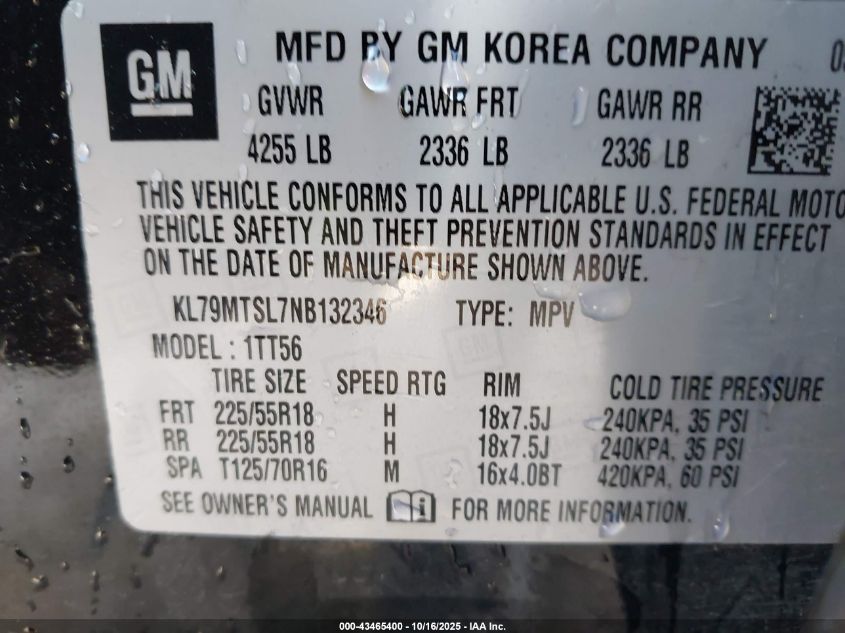 GM
MFD BY GM KOREA COMPANY
GVWR GAWR FRT GAWR RR
4255 LB 2336 LB 2336 LB
THIS VEHICLE CONFORMS TO ALL APPLICABLE U.S. FEDERAL MOTO
VEHICLE SAFETY AND THEFT PREVENTION STANDARDS IN EFFECT
ON THE DATE OF MANUFACTURE SHOWN ABOVE.
KL79MTSL7NB132346 TYPE: MPV
MODEL : 1TT56
TIRE SIZE SPEED RTG RIM COLD TIRE PRESSURE
FRT 225/55R18 H 18x7.5J 240KPA, 35 PSI
RR 225/55R18 H 18x7.5J 240KPA, 35 PSI
SPA T125/70R16 M 16x4.0BT 420KPA, 60 PSI
SEE OWNER'S MANUAL FOR MORE INFORMATION.
000-43465400 - 10/16/2025 - IAA Inc.